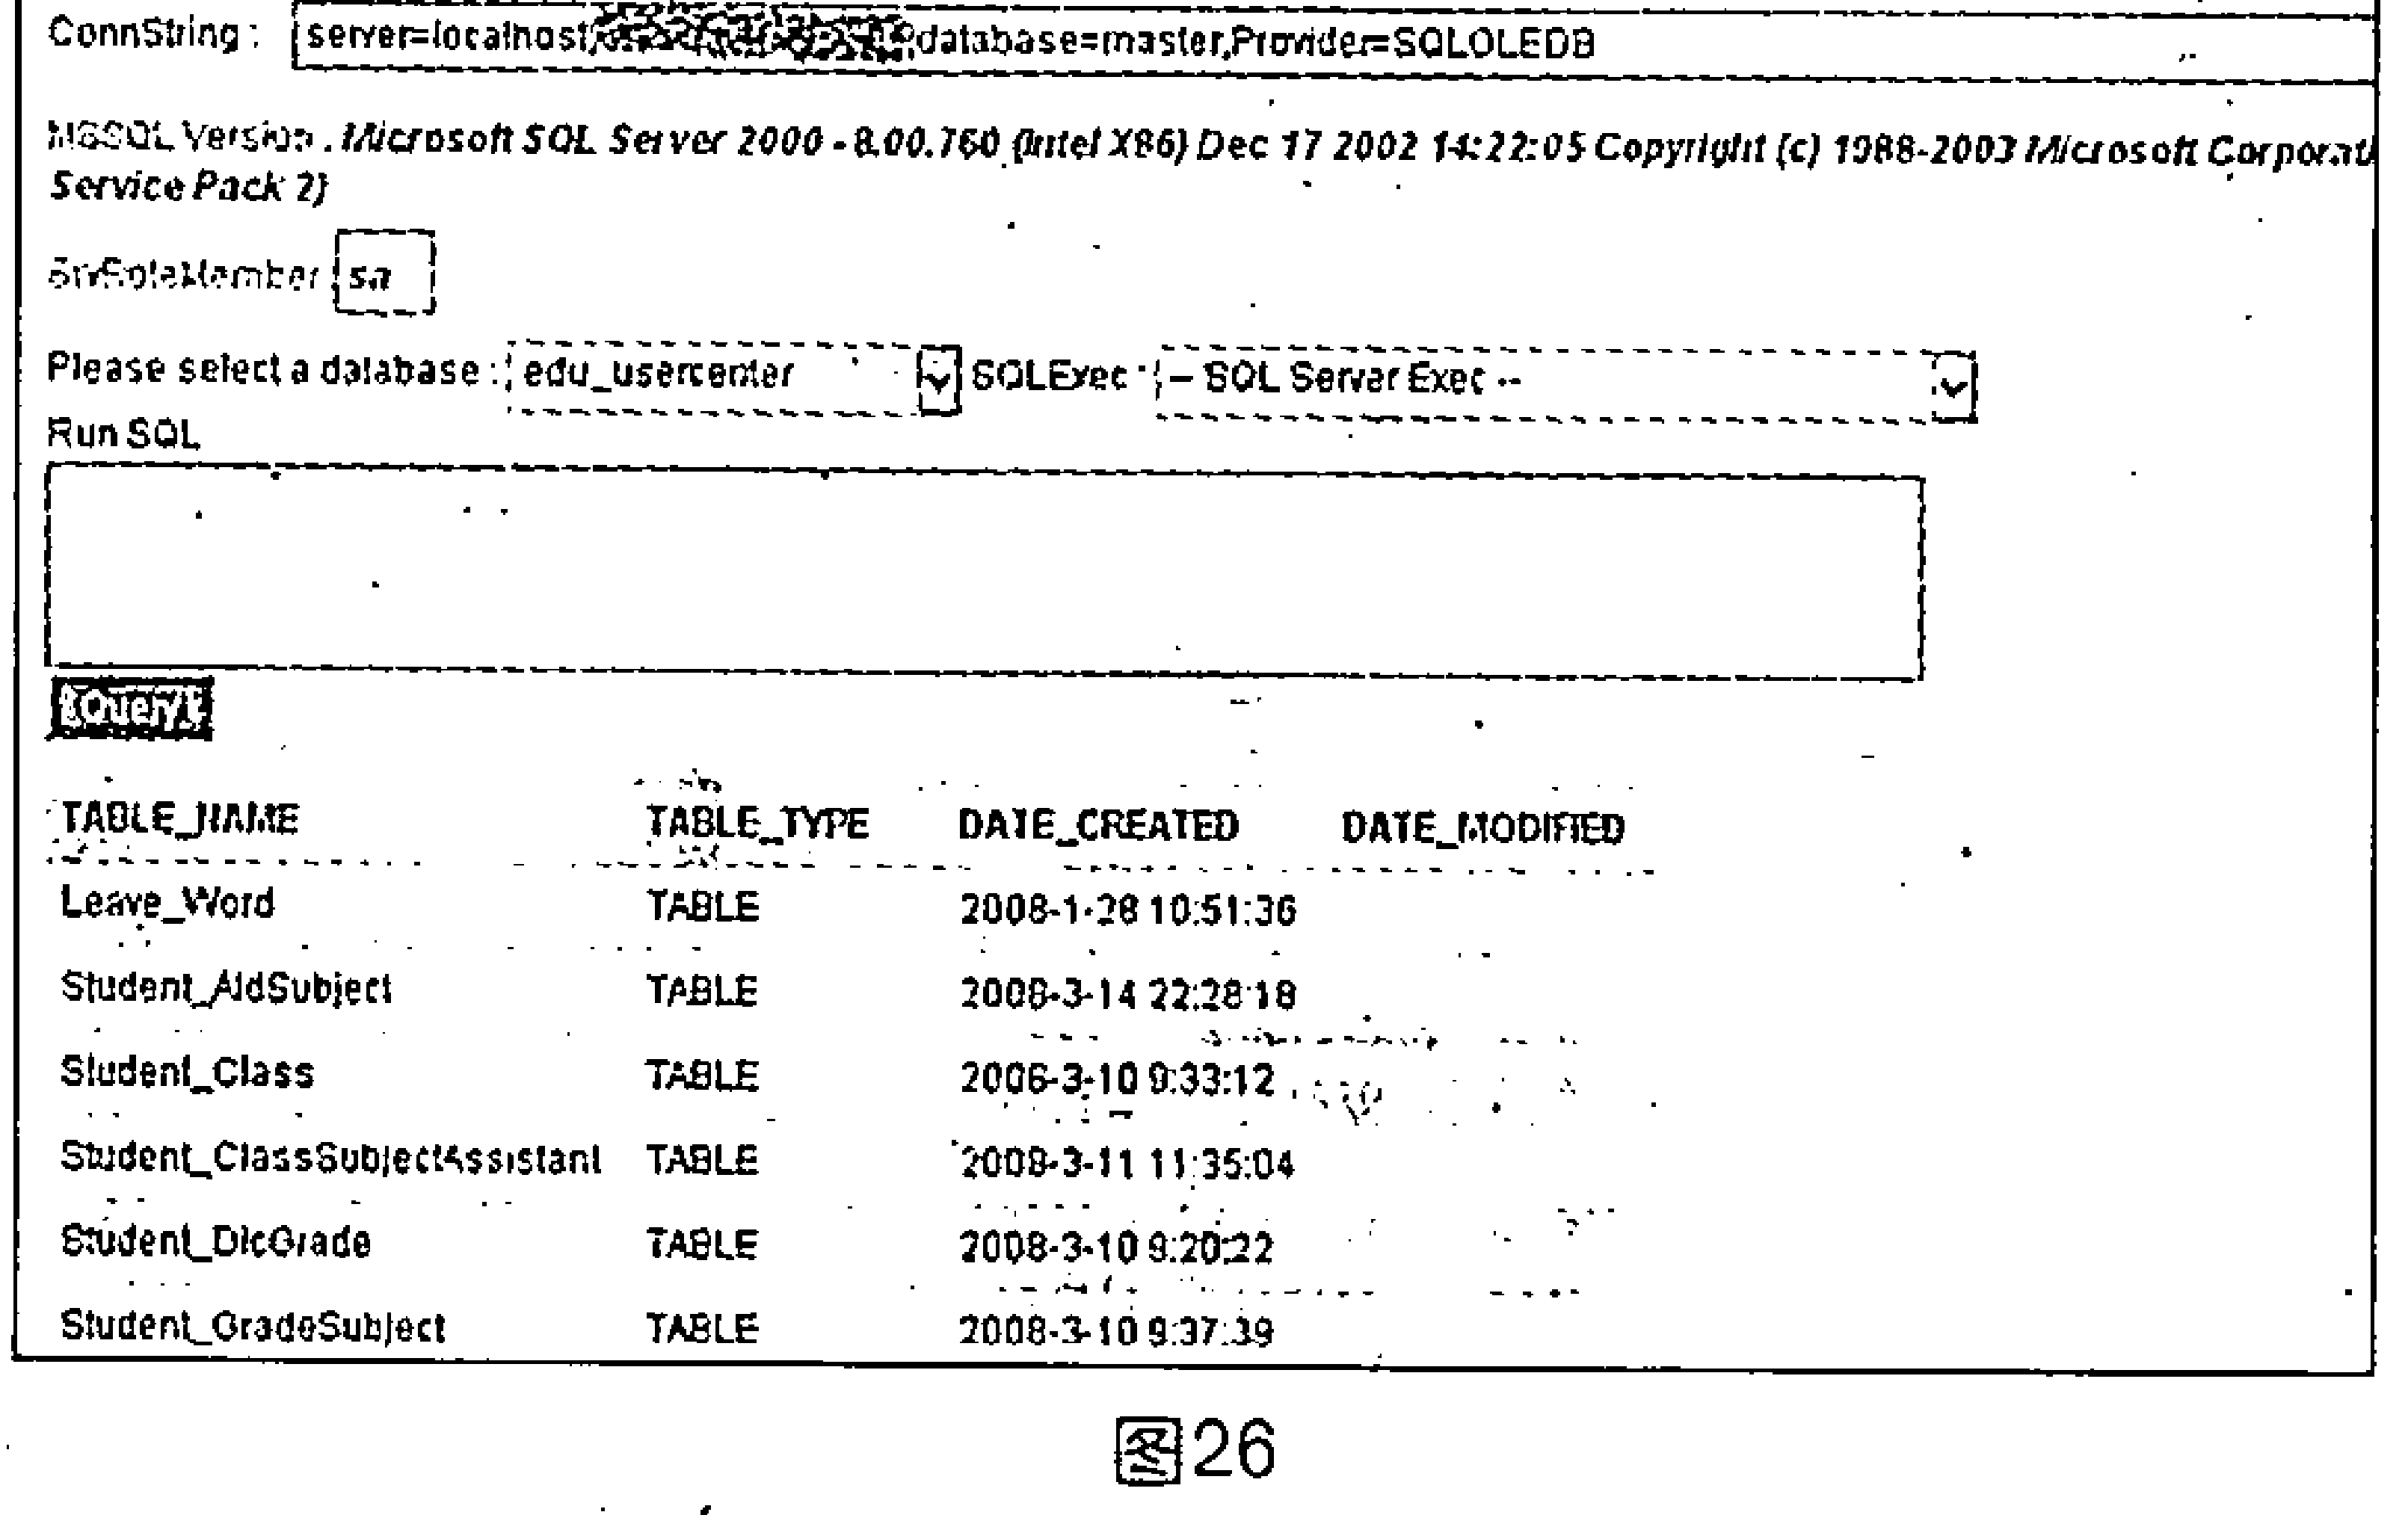 ConnString : server=localhost; database=master,Provider=SQLOLEDB
MSSQL Version : Microsoft SQL Server 2000 - 8.00.760 (Intel X86) Dec 17 2002 14:22:05 Copyright (c) 1988-2003 Microsoft Corporati
Service Pack 2)
SrvRoleMember : sa
Please select a database : edu_usercenter SQLExec : -- SQL Server Exec --
Run SQL
Query
TABLE_NAME TABLE_TYPE DATE_CREATED DATE_MODIFIED
Leave_Word TABLE 2008-1-28 10:51:36
Student_AldSubject TABLE 2008-3-14 22:28:18
Student_Class TABLE 2008-3-10 9:33:12
Student_ClassSubjectAssistant TABLE 2008-3-11 11:35:04
Student_DicGrade TABLE 2008-3-10 9:20:22
Student_GradeSubject TABLE 2008-3-10 9:37:39
图26